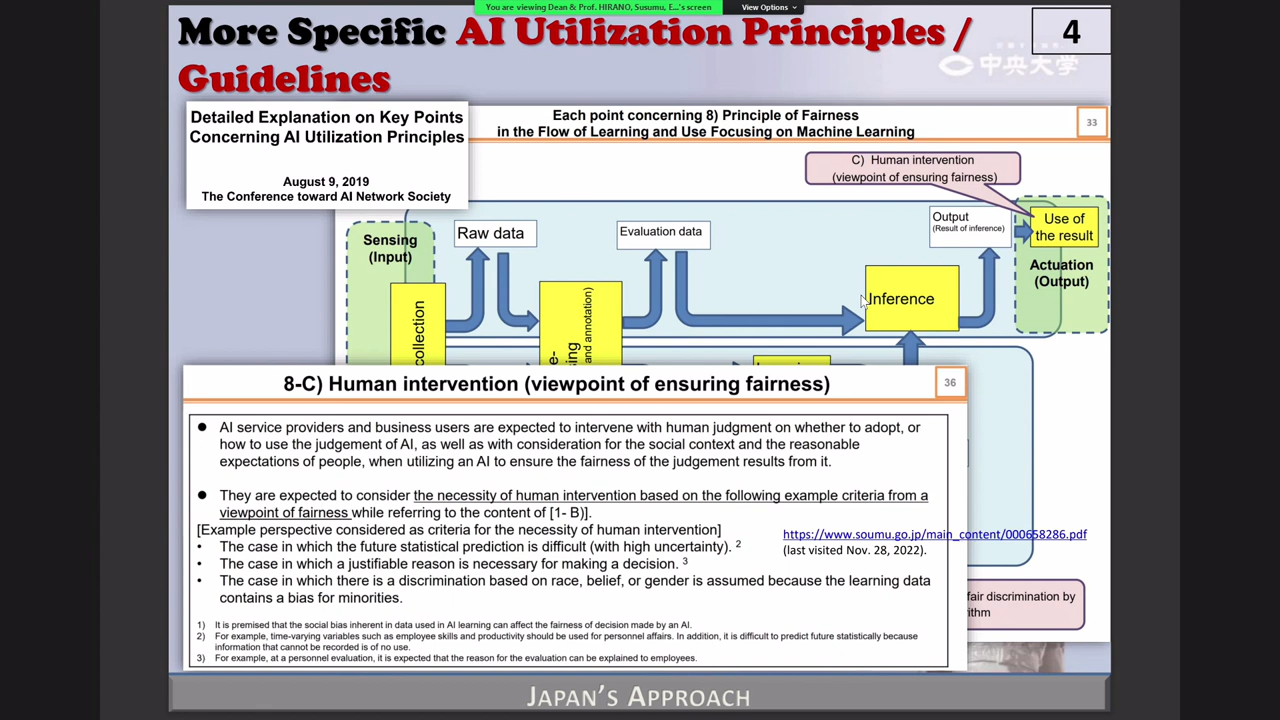 You are viewing Dean & Prof. HIRANO, Susumu, E...'s screen
View Options
More Specific AI Utilization Principles /
Guidelines
4
中央大学
Detailed Explanation on Key Points
Concerning AI Utilization Principles
August 9, 2019
The Conference toward AI Network Society
Each point concerning 8) Principle of Fairness
in the Flow of Learning and Use Focusing on Machine Learning
33
C) Human intervention
(viewpoint of ensuring fairness)
Sensing
(Input)
Raw data
Evaluation data
Output
(Result of inference)
Use of
the result
Actuation
(Output)
collection
and annotation)
Inference
8-C) Human intervention (viewpoint of ensuring fairness)
36
● AI service providers and business users are expected to intervene with human judgment on whether to adopt, or
how to use the judgement of AI, as well as with consideration for the social context and the reasonable
expectations of people, when utilizing an AI to ensure the fairness of the judgement results from it.
● They are expected to consider the necessity of human intervention based on the following example criteria from a
viewpoint of fairness while referring to the content of [1- B)].
[Example perspective considered as criteria for the necessity of human intervention]
• The case in which the future statistical prediction is difficult (with high uncertainty). 2
• The case in which a justifiable reason is necessary for making a decision. 3
• The case in which there is a discrimination based on race, belief, or gender is assumed because the learning data
contains a bias for minorities.
1) It is premised that the social bias inherent in data used in AI learning can affect the fairness of decision made by an AI.
2) For example, time-varying variables such as employee skills and productivity should be used for personnel affairs. In addition, it is difficult to predict future statistically because
information that cannot be recorded is of no use.
3) For example, at a personnel evaluation, it is expected that the reason for the evaluation can be explained to employees.
https://www.soumu.go.jp/main_content/000658286.pdf
(last visited Nov. 28, 2022).
fair discrimination by
ithm
JAPAN'S APPROACH